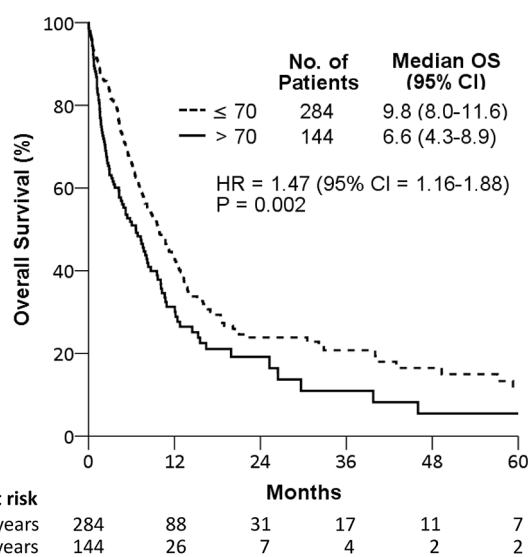 100
80
60
40
20
0
Overall Survival (%)
No. of Patients
Median OS (95% CI)
≤ 70 284 9.8 (8.0-11.6)
> 70 144 6.6 (4.3-8.9)
HR = 1.47 (95% CI = 1.16-1.88)
P = 0.002
0 12 24 36 48 60
Months
risk
years 284 88 31 17 11 7
years 144 26 7 4 2 2